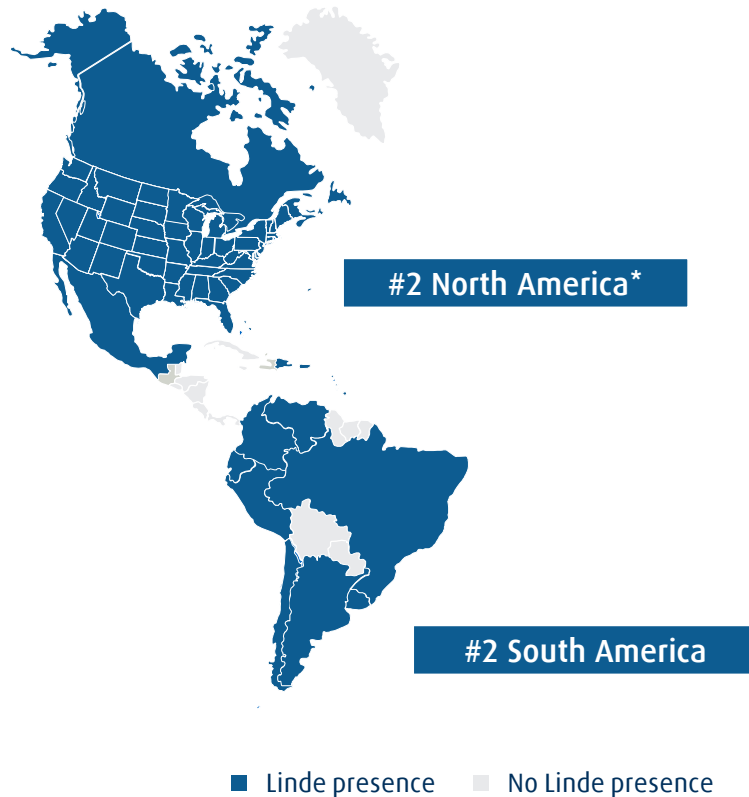 #2 North America*
#2 South America
Linde presence
No Linde presence